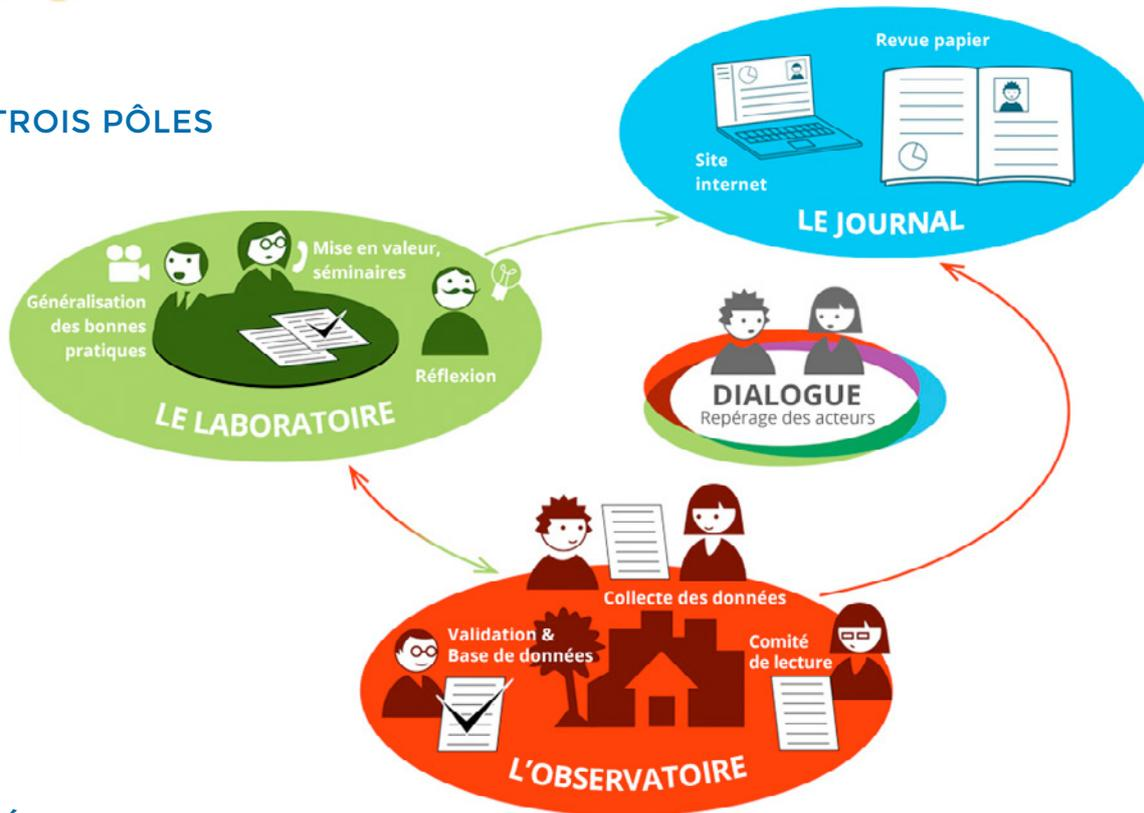 TROIS PÔLES
Revue papier
Site
internet
LE JOURNAL
Mise en valeur,
séminaires
Généralisation
des bonnes
pratiques
Réflexion
LE LABORATOIRE
DIALOGUE
Repérage des acteurs
Collecte des données
Validation &
Base de données
Comité
de lecture
L'OBSERVATOIRE